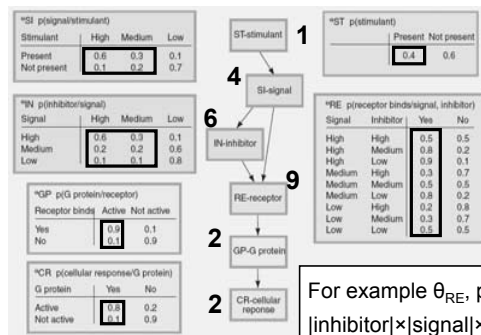 *SI p(signal/stimulant)
Stimulant High Medium Low
Present 0.6 0.3 0.1
Not present 0.1 0.2 0.7
*IN p(inhibitor/signal)
Signal High Medium Low
High 0.6 0.3 0.1
Medium 0.2 0.2 0.6
Low 0.1 0.1 0.8
*GP p(G protein/receptor)
Receptor binds Active Not active
Yes 0.9 0.1
No 0.1 0.9
*CR p(cellular response/G protein)
G protein Yes No
Active 0.8 0.2
Not active 0.1 0.9
ST-stimulant 1
4 SI-signal
6 IN-inhibitor
9 RE-receptor
2 GP-G protein
2 CR-cellular
reponse
*ST p(stimulant)
Present Not present
0.4 0.6
*RE p(receptor binds/signal, inhibitor)
Signal Inhibitor Yes No
High High 0.5 0.5
High Medium 0.8 0.2
High Low 0.9 0.1
Medium High 0.3 0.7
Medium Medium 0.5 0.5
Medium Low 0.8 0.2
Low High 0.2 0.8
Low Medium 0.3 0.7
Low Low 0.5 0.5
For example θRE, p
|inhibitor|×|signal|×